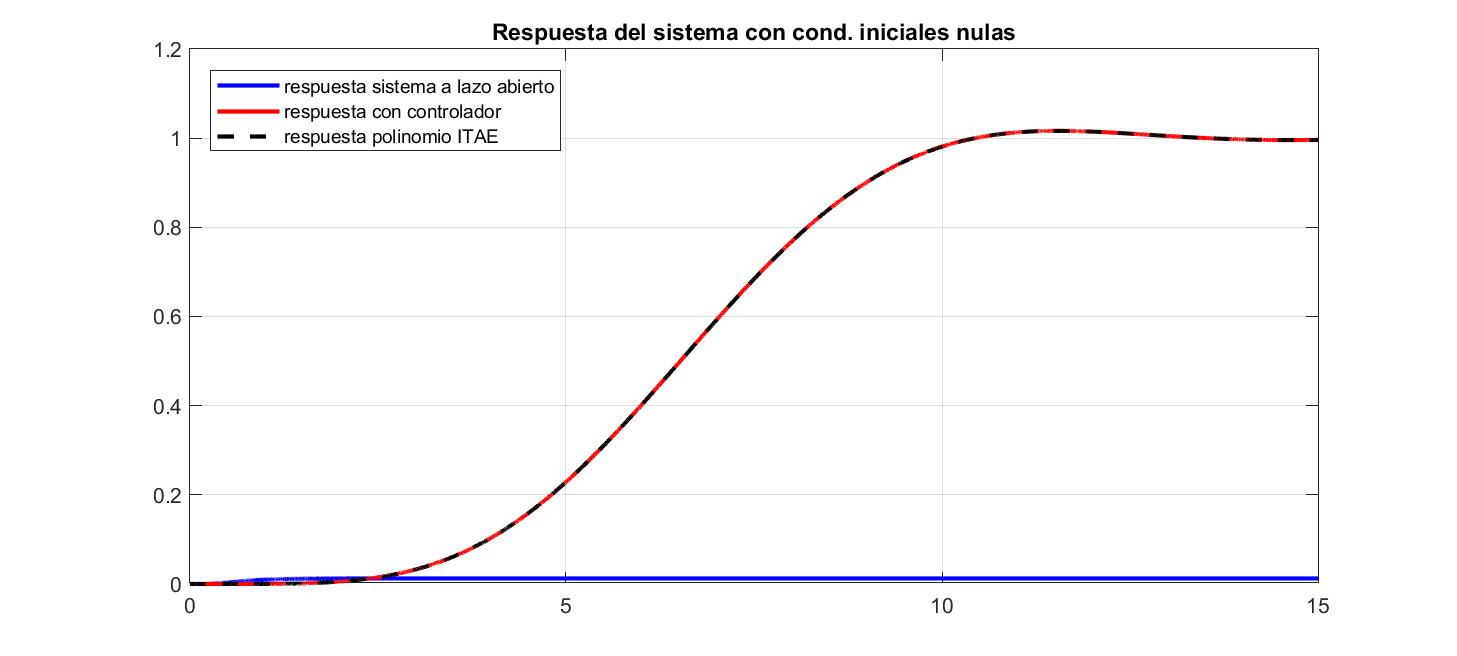 Respuesta del sistema con cond. iniciales nulas
1.2
respuesta sistema a lazo abierto
respuesta con controlador
respuesta polinomio ITAE
1
0.8
0.6
0.4
0.2
0
0 5 10 15